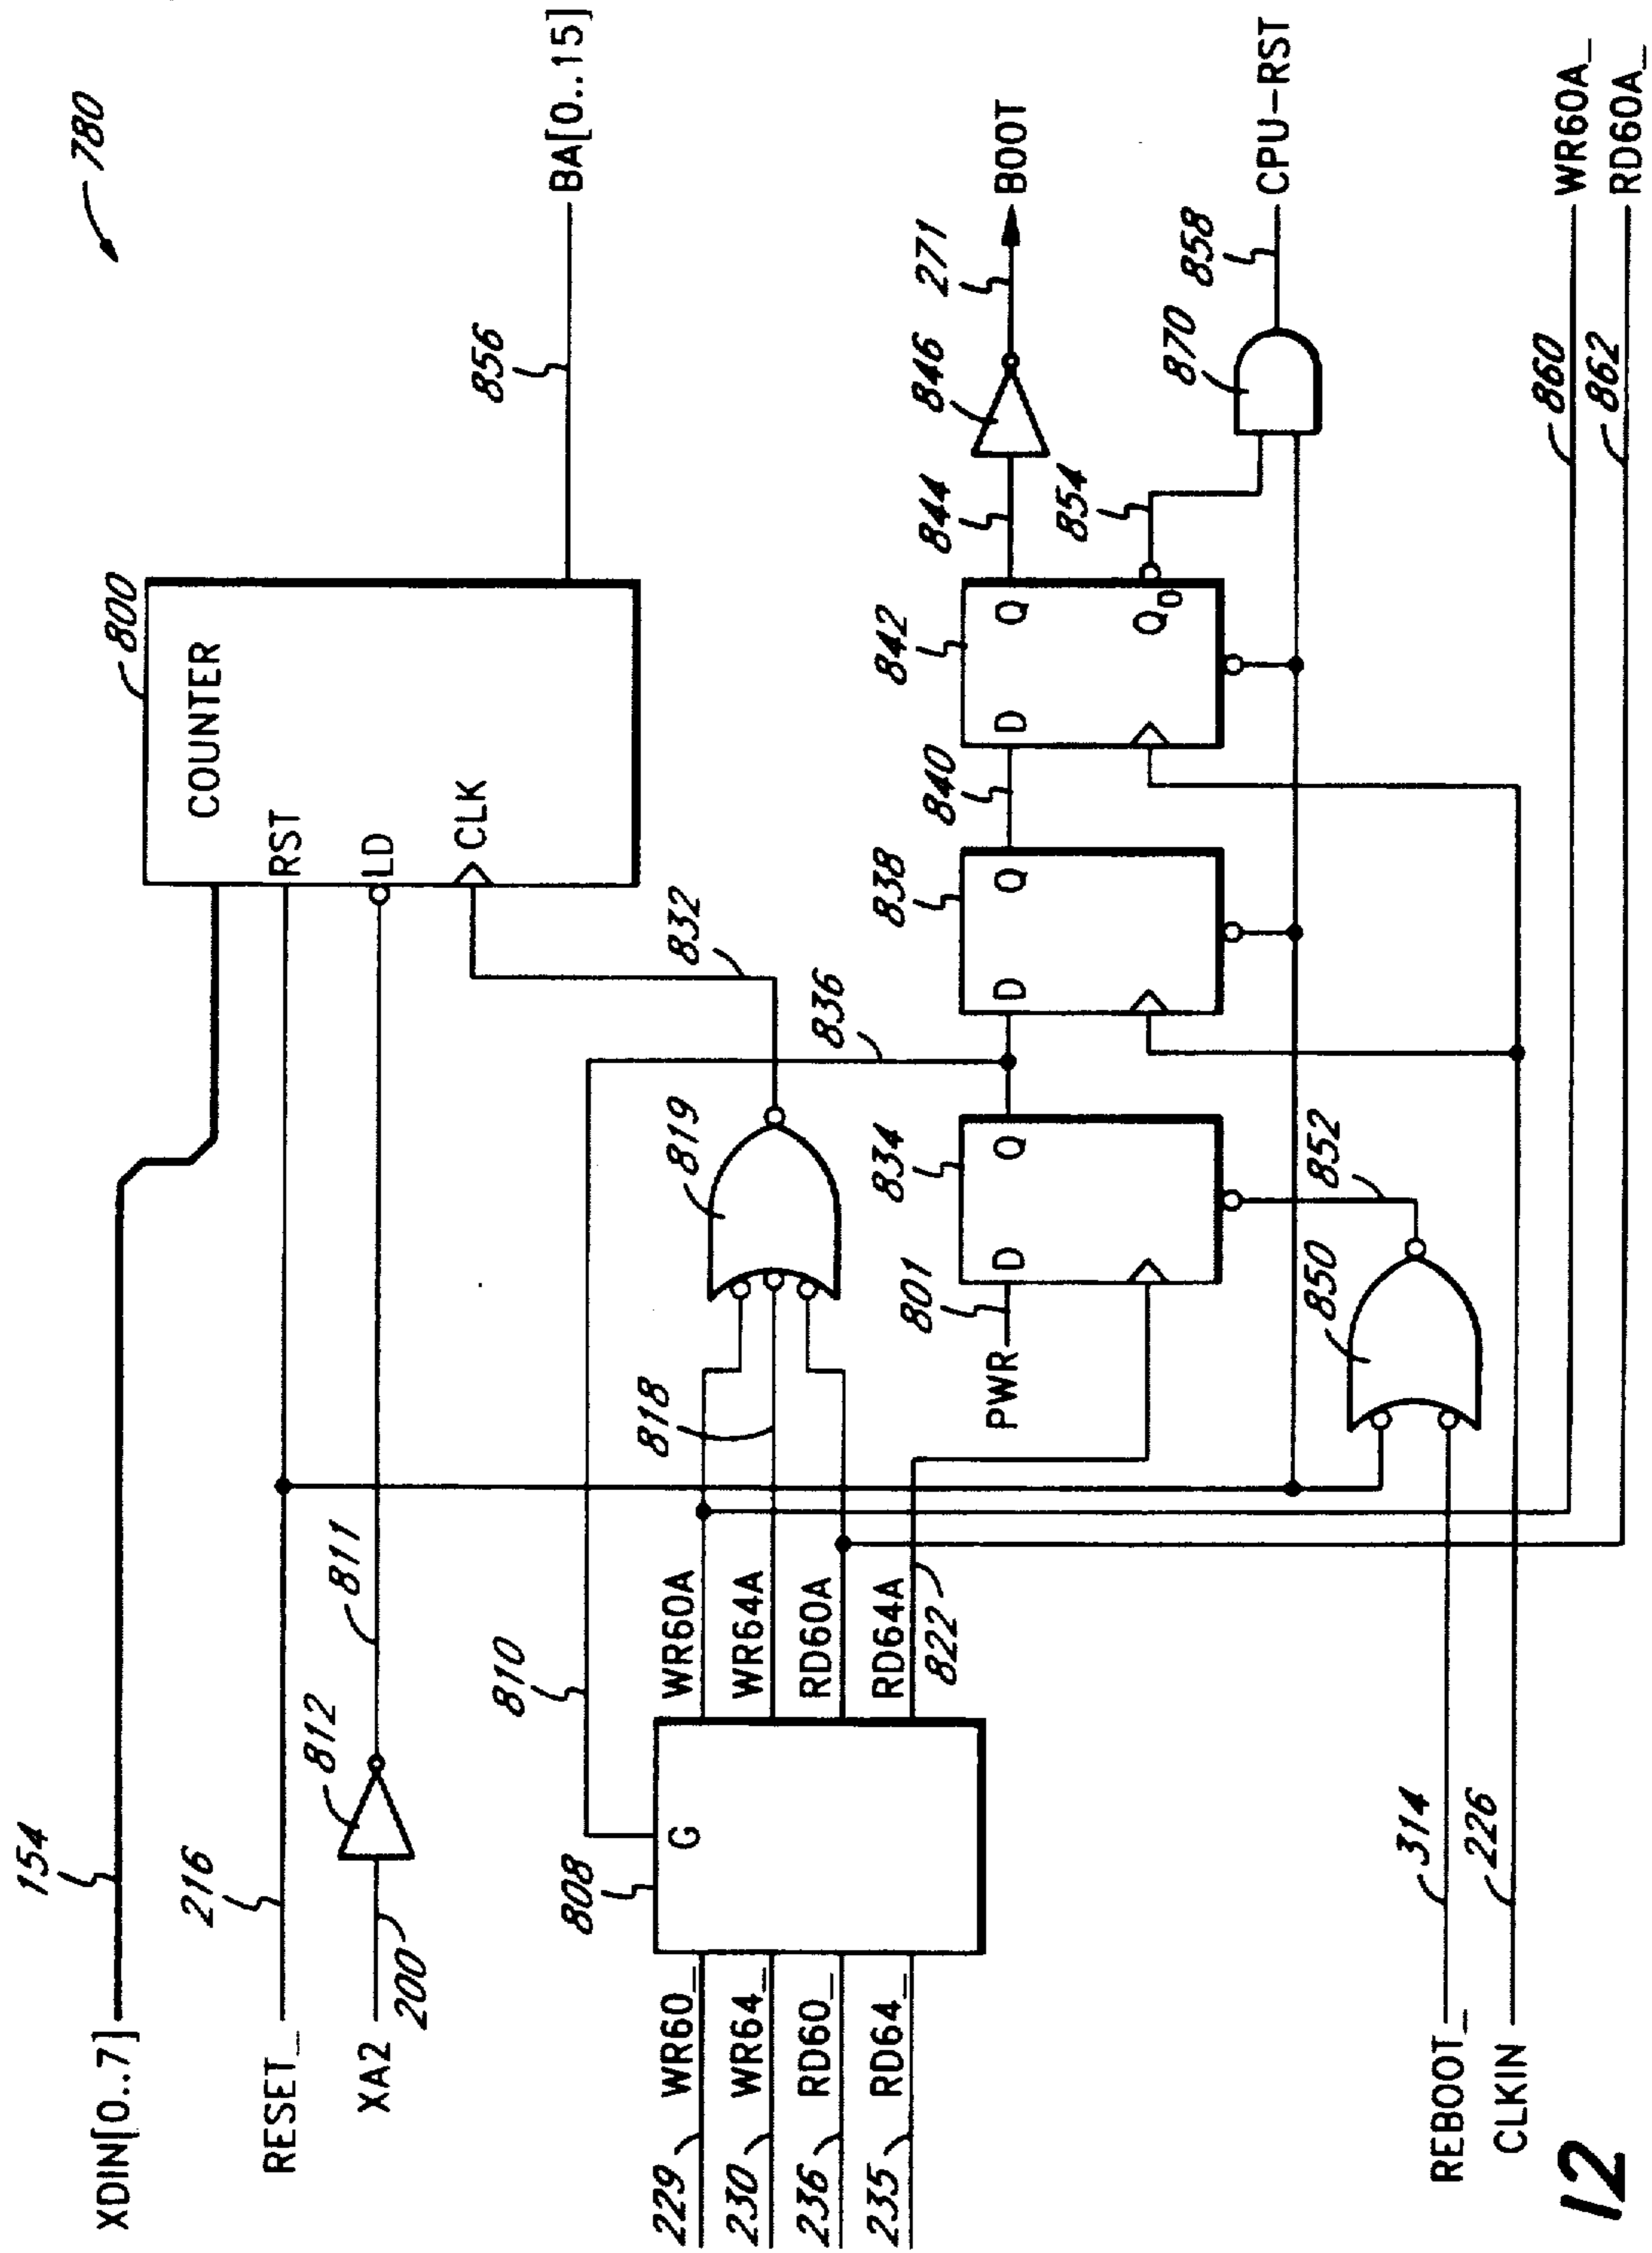 780
XDIN[0..7]
154
800
COUNTER
RST
LD
CLK
856
BA[0..15]
RESET_
216
XA2
200
812
811
810
808
G
229
WR60_
230
WR64_
236
RD60_
235
RD64_
WR60A
WR64A
RD60A
RD64A
822
818
819
832
836
PWR
801
D
Q
834
D
Q
838
840
D
Q
QD
842
844
846
271
BOOT
854
870
858
CPU-RST
850
852
REBOOT_
314
CLKIN
226
860
WR60A_
862
RD60A_
12